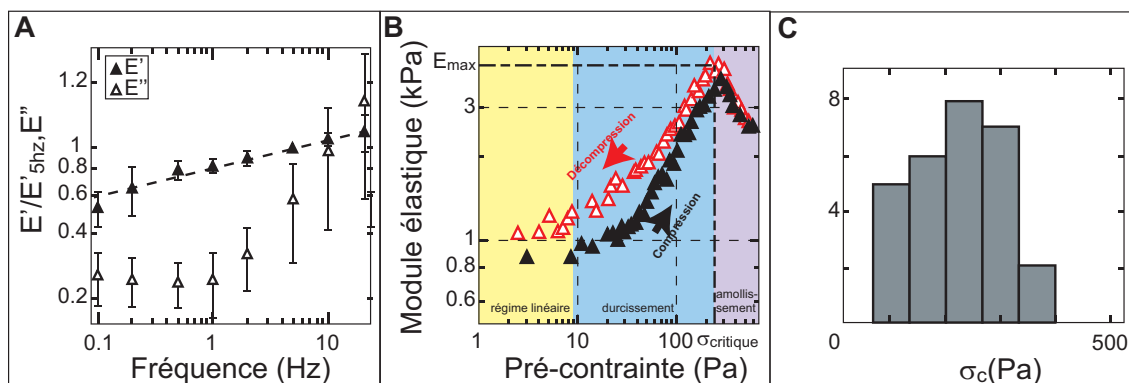 A
E'
E''
E'/E'5hz,E''
1.2
1
0.8
0.6
0.4
0.2
0.1
1
10
Fréquence (Hz)
B
Module élastique (kPa)
Emax
3
1
0.8
0.6
Décompression
Compression
régime linéaire
durcissement
amollis-
sement
1
10
100
σcritique
Pré-contrainte (Pa)
C
8
4
0
0
500
σc(Pa)